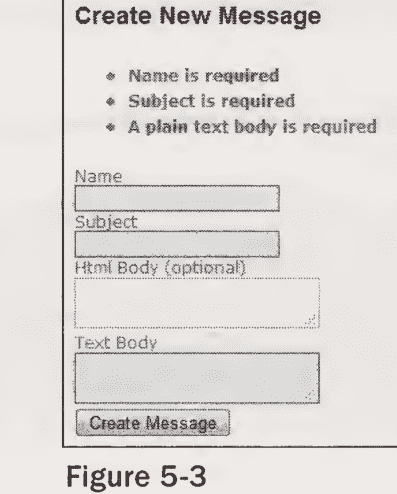 Create New Message
• Name is required
• Subject is required
• A plain text body is required
Name
Subject
Html Body (optional)
Text Body
Create Message
Figure 5-3